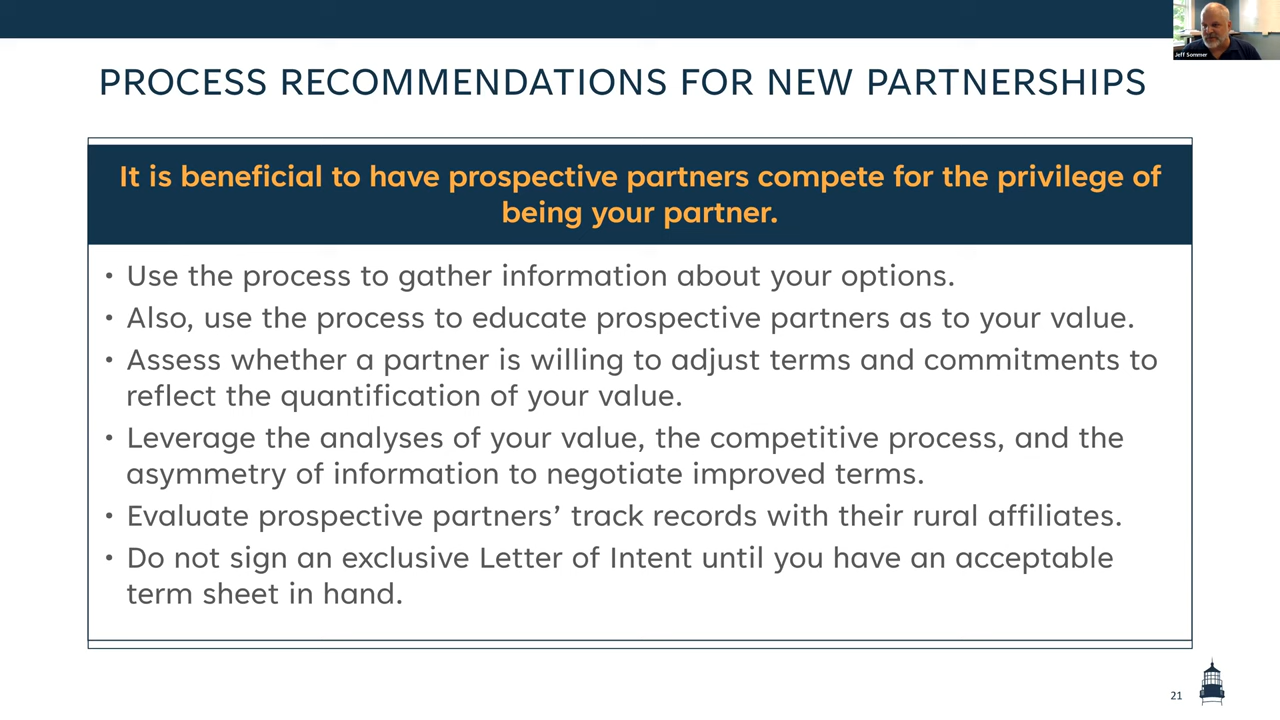 Jeff Sommer
PROCESS RECOMMENDATIONS FOR NEW PARTNERSHIPS
It is beneficial to have prospective partners compete for the privilege of
being your partner.
• Use the process to gather information about your options.
• Also, use the process to educate prospective partners as to your value.
• Assess whether a partner is willing to adjust terms and commitments to
reflect the quantification of your value.
• Leverage the analyses of your value, the competitive process, and the
asymmetry of information to negotiate improved terms.
• Evaluate prospective partners’ track records with their rural affiliates.
• Do not sign an exclusive Letter of Intent until you have an acceptable
term sheet in hand.
21